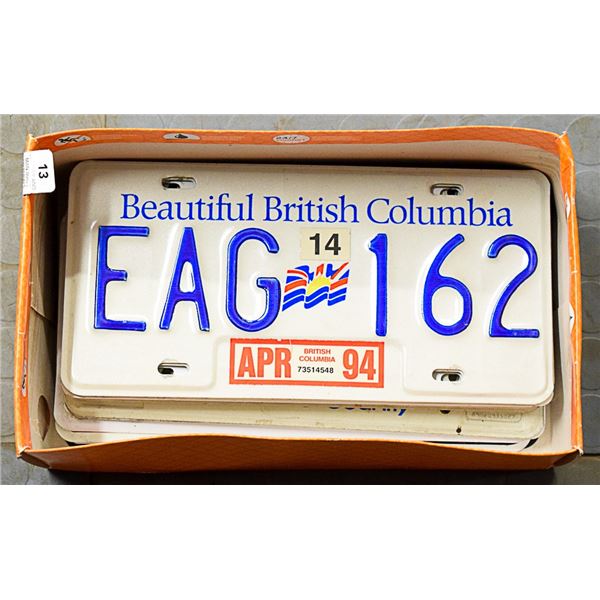 13
Beautiful British Columbia
14
EAG 162
APR BRITISH COLUMBIA 73514548 94